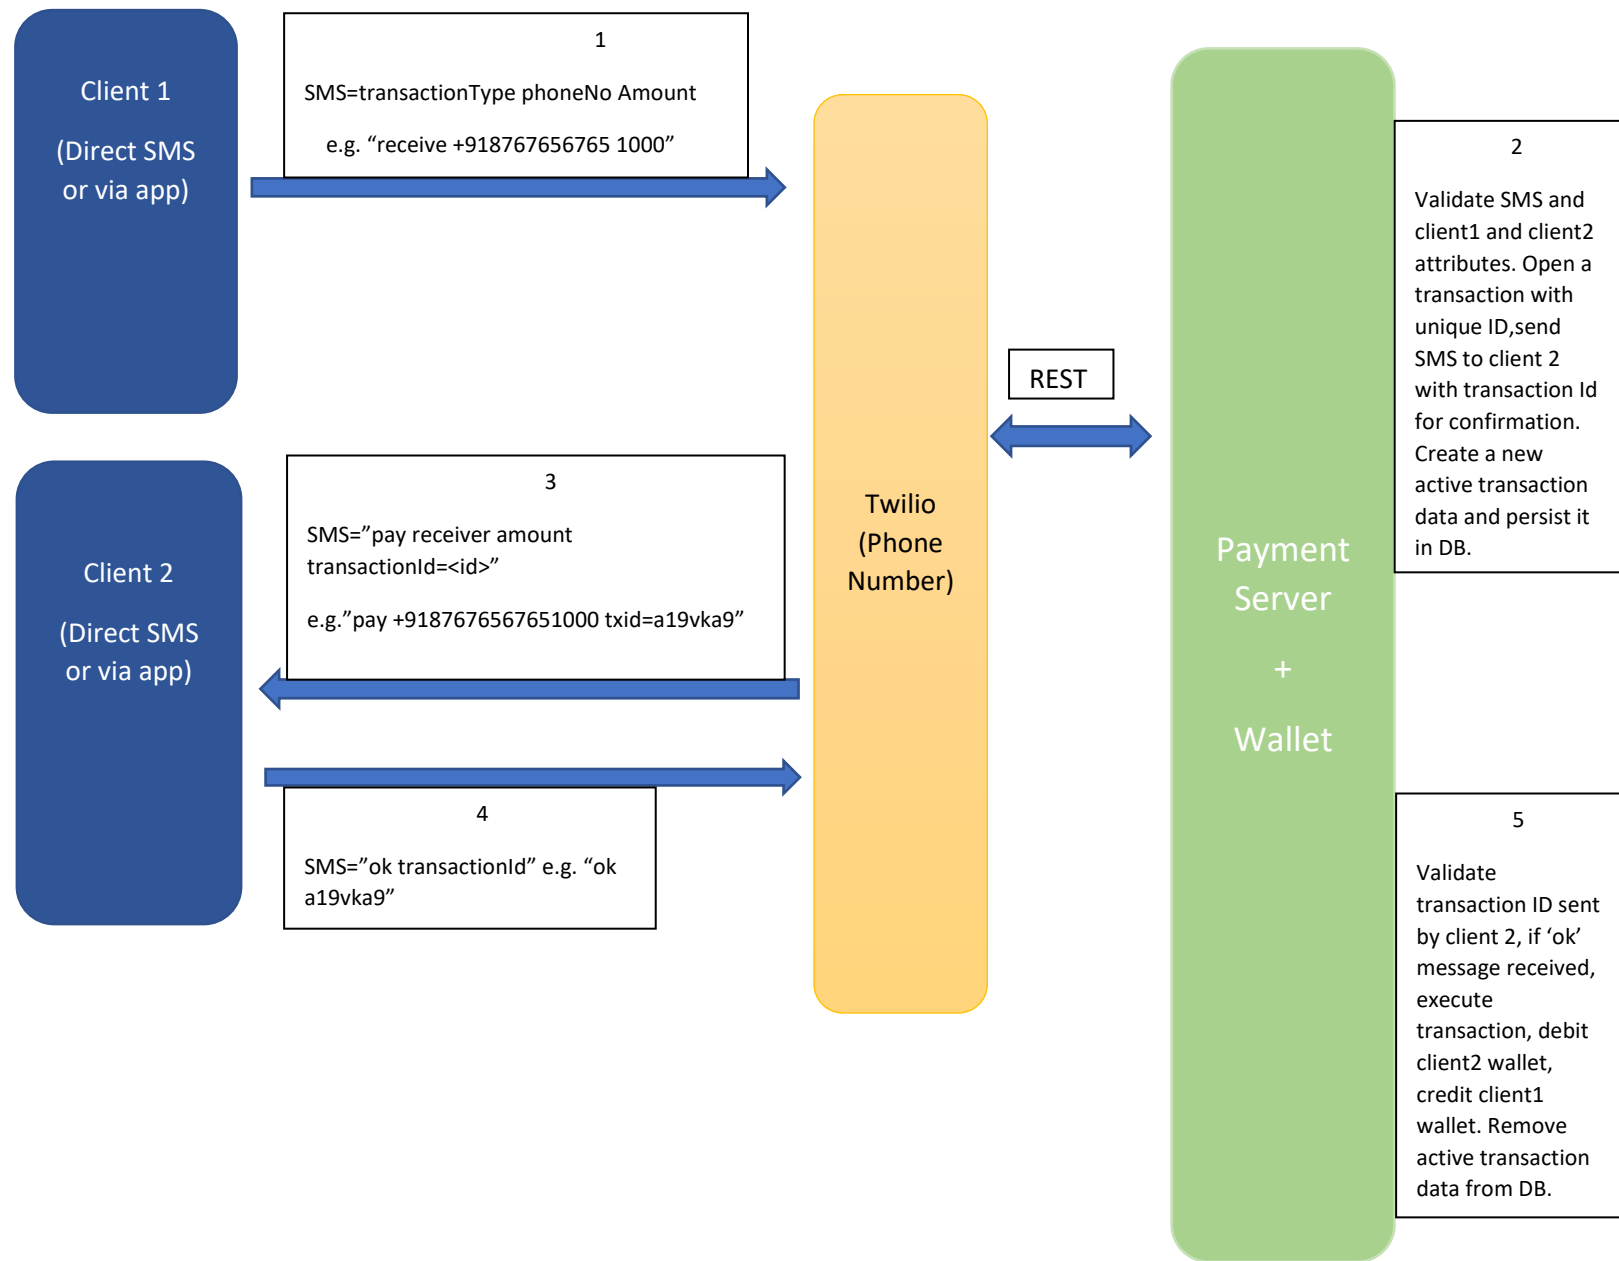 Client 1
(Direct SMS
or via app)
1
SMS=transactionType phoneNo Amount
e.g. “receive +918767656765 1000”
2
Validate SMS and
client1 and client2
attributes. Open a
transaction with
unique ID,send
SMS to client 2
with transaction Id
for confirmation.
Create a new
active transaction
data and persist it
in DB.
REST
Client 2
(Direct SMS
or via app)
3
SMS=”pay receiver amount
transactionId=<id>”
e.g.”pay +9187676567651000 txid=a19vka9”
Twilio
(Phone
Number)
Payment
Server
+
Wallet
4
SMS=”ok transactionId” e.g. “ok
a19vka9”
5
Validate
transaction ID sent
by client 2, if ‘ok’
message received,
execute
transaction, debit
client2 wallet,
credit client1
wallet. Remove
active transaction
data from DB.